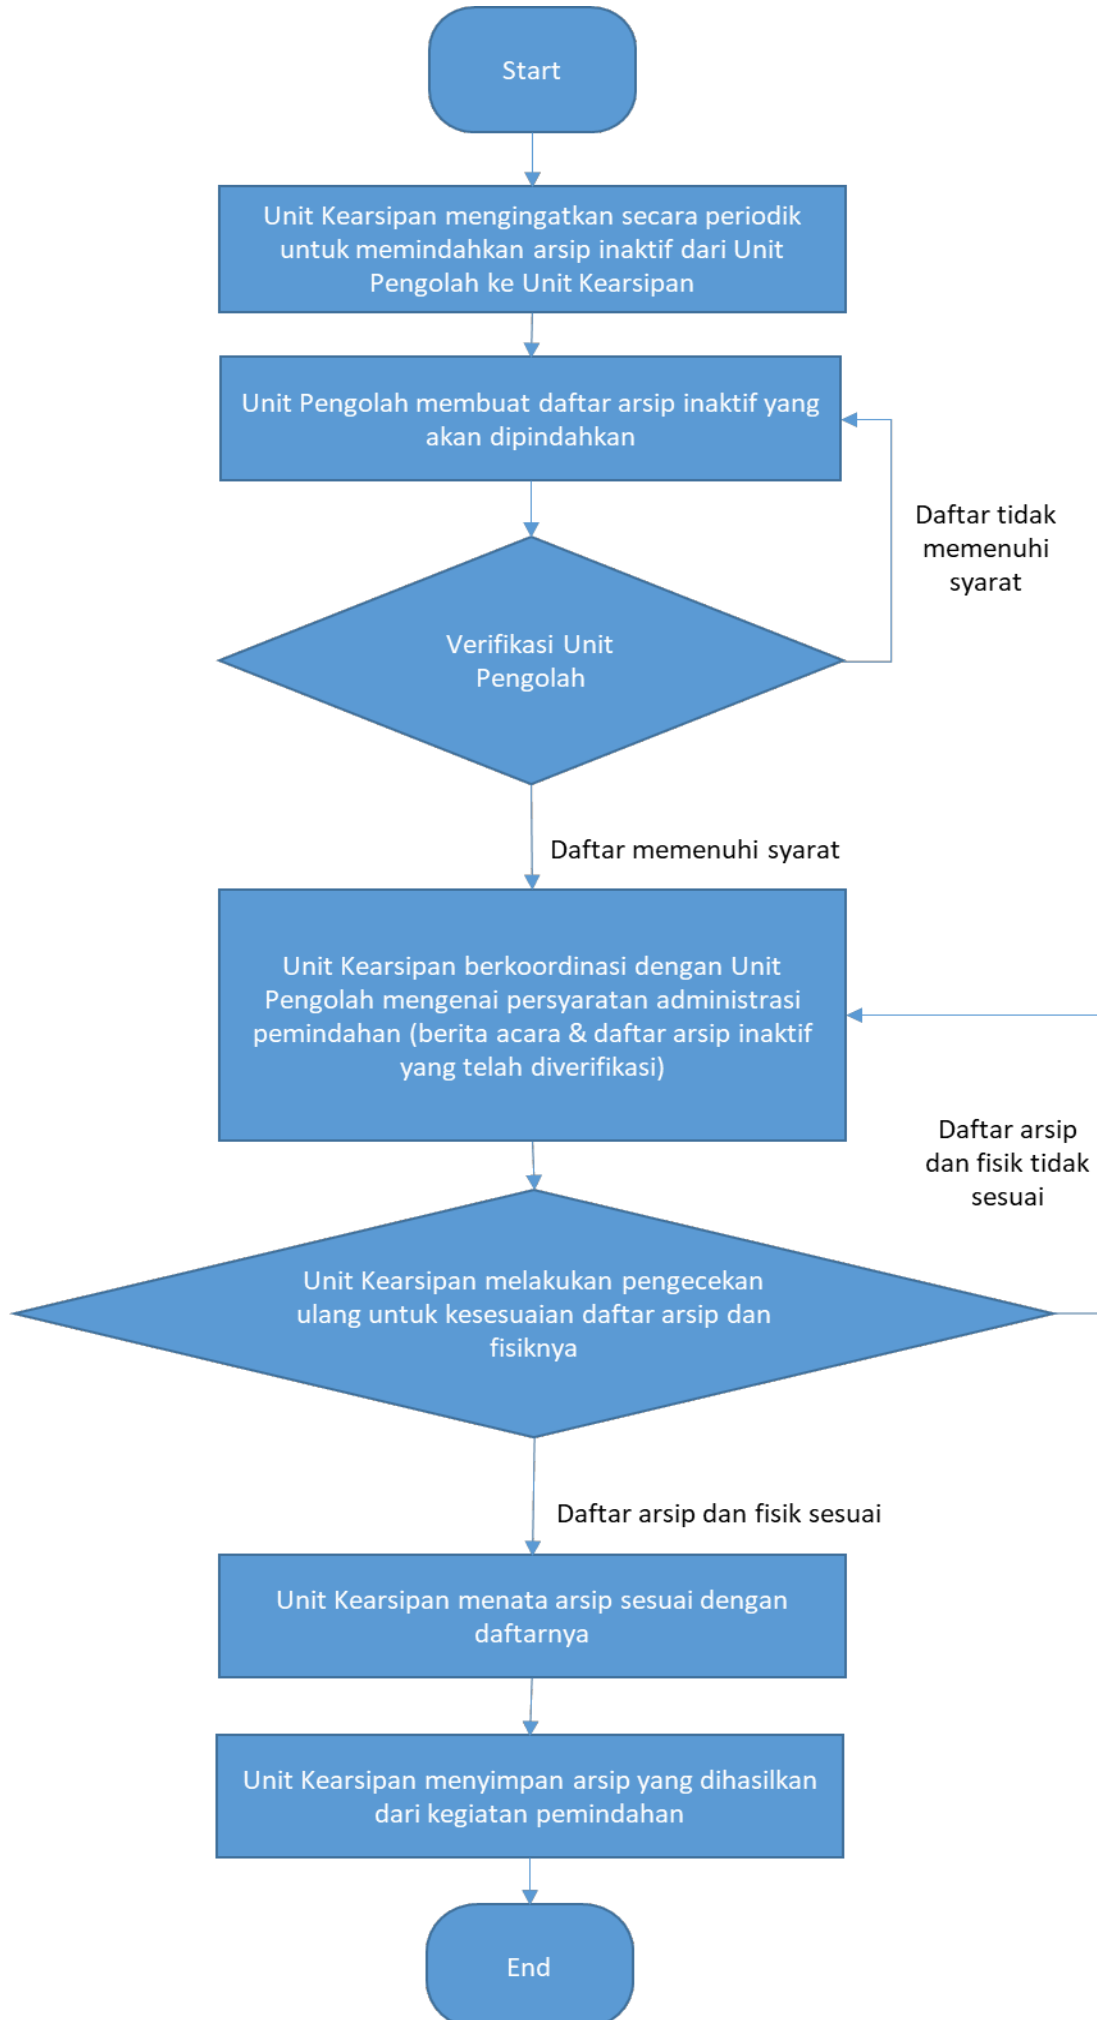 Start
Unit Kearsipan mengingatkan secara periodik
untuk memindahkan arsip inaktif dari Unit
Pengolah ke Unit Kearsipan
Unit Pengolah membuat daftar arsip inaktif yang
akan dipindahkan
Daftar tidak
memenuhi
syarat
Verifikasi Unit
Pengolah
Daftar memenuhi syarat
Unit Kearsipan berkoordinasi dengan Unit
Pengolah mengenai persyaratan administrasi
pemindahan (berita acara & daftar arsip inaktif
yang telah diverifikasi)
Daftar arsip
dan fisik tidak
sesuai
Unit Kearsipan melakukan pengecekan
ulang untuk kesesuaian daftar arsip dan
fisiknya
Daftar arsip dan fisik sesuai
Unit Kearsipan menata arsip sesuai dengan
daftarnya
Unit Kearsipan menyimpan arsip yang dihasilkan
dari kegiatan pemindahan
End